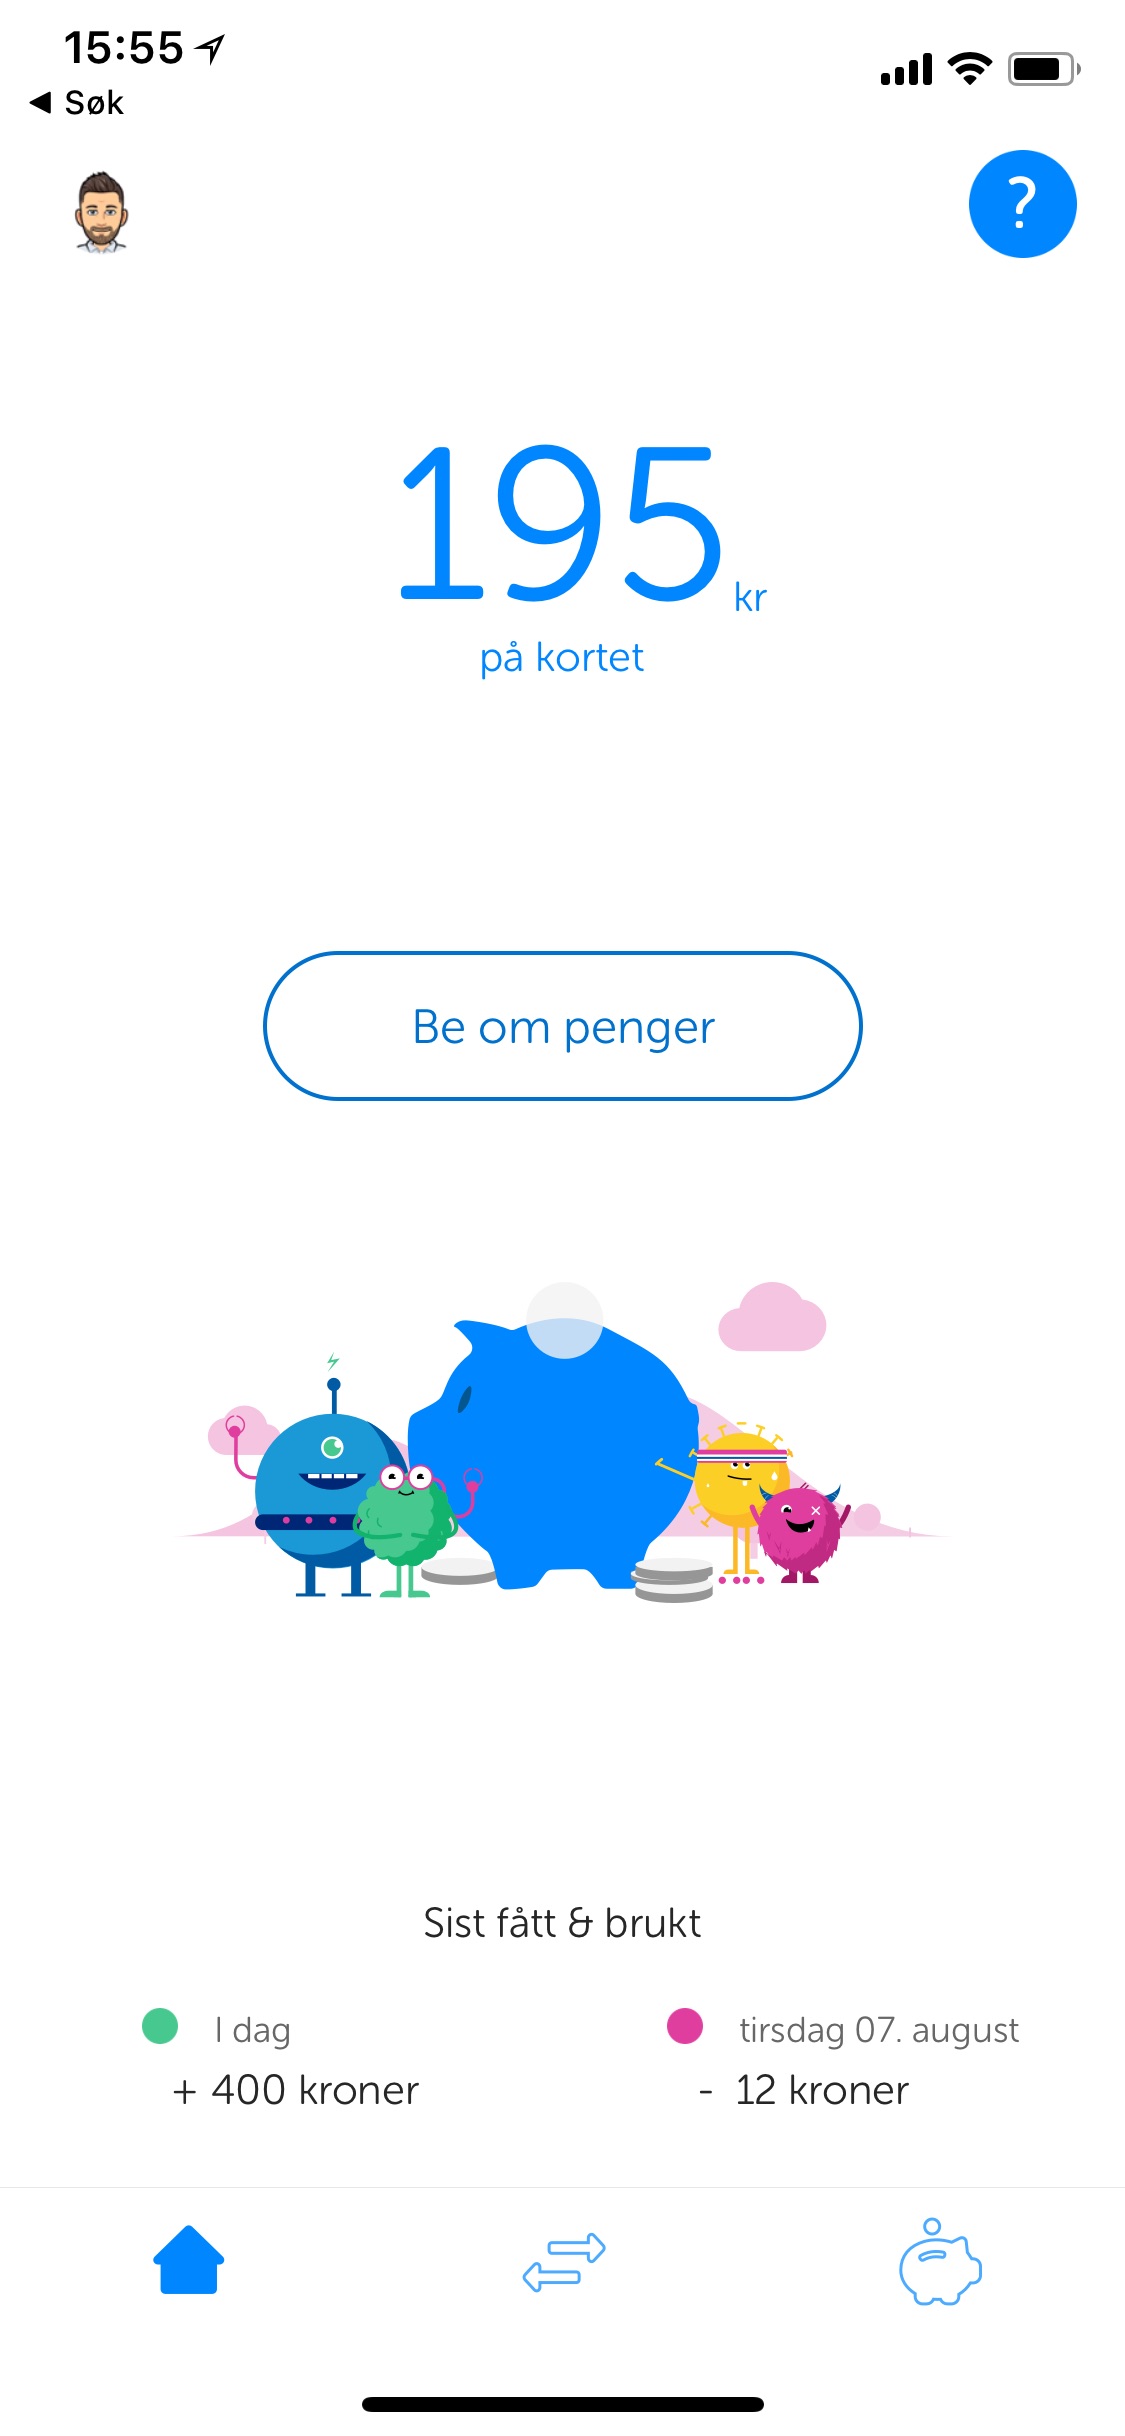 15:55
◀ Søk
?
195 kr
på kortet
Be om penger
Sist fått & brukt
I dag
+ 400 kroner
tirsdag 07. august
- 12 kroner